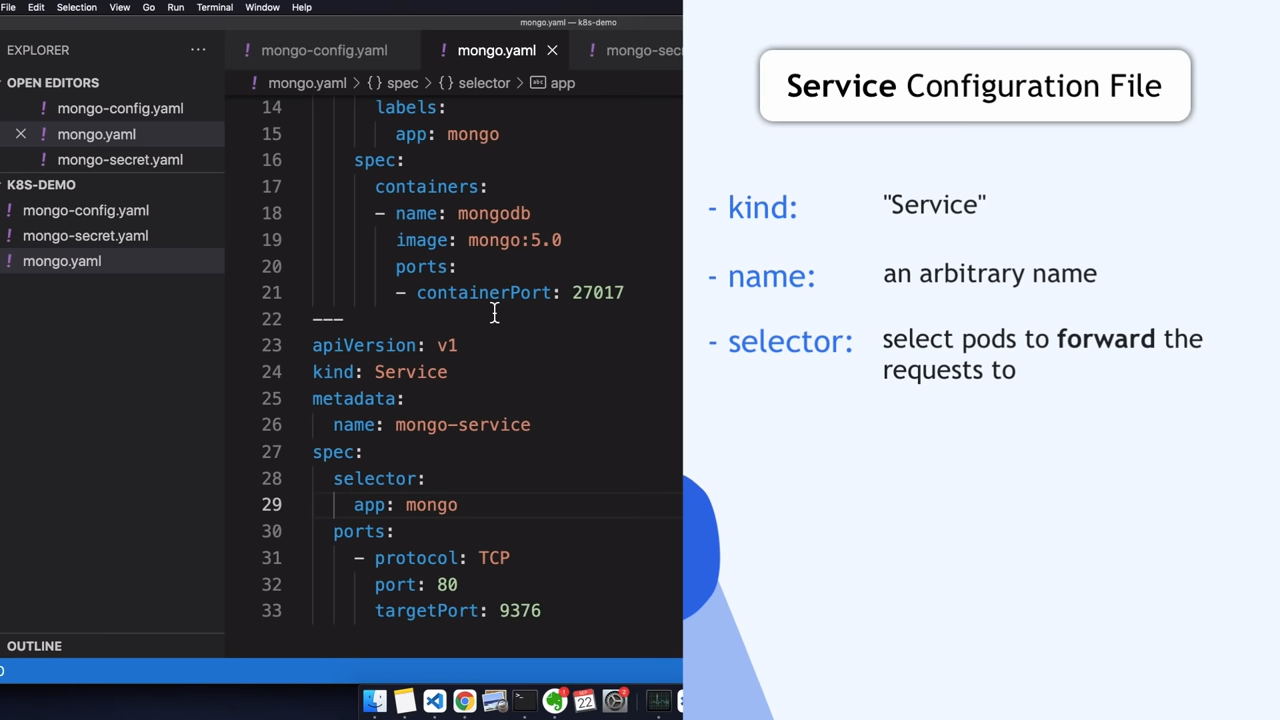 File Edit Selection View Go Run Terminal Window Help
mongo.yaml — k8s-demo
EXPLORER
OPEN EDITORS
mongo-config.yaml
mongo.yaml
mongo-secret.yaml
K8S-DEMO
mongo-config.yaml
mongo-secret.yaml
mongo.yaml
OUTLINE
mongo-config.yaml mongo.yaml mongo-sec
mongo.yaml > {} spec > {} selector > abc app
14 labels:
15 app: mongo
16 spec:
17 containers:
18 - name: mongodb
19 image: mongo:5.0
20 ports:
21 - containerPort: 27017
22 ---
23 apiVersion: v1
24 kind: Service
25 metadata:
26 name: mongo-service
27 spec:
28 selector:
29 app: mongo
30 ports:
31 - protocol: TCP
32 port: 80
33 targetPort: 9376
Service Configuration File
- kind: "Service"
- name: an arbitrary name
- selector: select pods to forward the
requests to
0
SEP
22
1
2